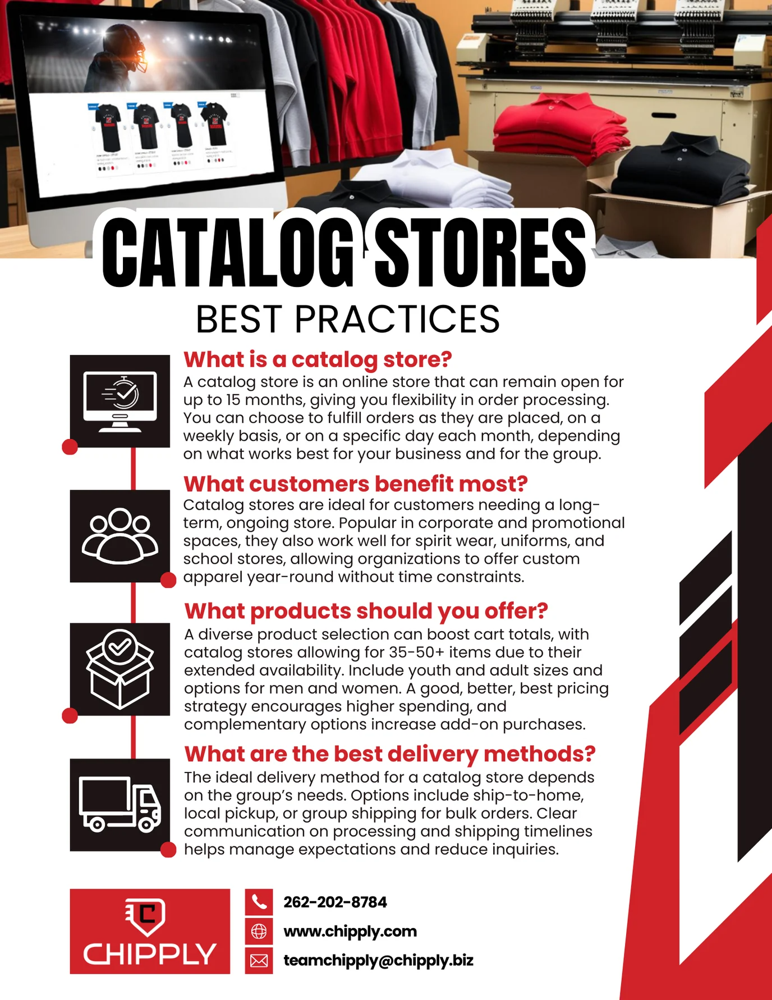 CATALOG STORES
BEST PRACTICES
What is a catalog store?
A catalog store is an online store that can remain open for
up to 15 months, giving you flexibility in order processing.
You can choose to fulfill orders as they are placed, on a
weekly basis, or on a specific day each month, depending
on what works best for your business and for the group.
What customers benefit most?
Catalog stores are ideal for customers needing a long-
term, ongoing store. Popular in corporate and promotional
spaces, they also work well for spirit wear, uniforms, and
school stores, allowing organizations to offer custom
apparel year-round without time constraints.
What products should you offer?
A diverse product selection can boost cart totals, with
catalog stores allowing for 35-50+ items due to their
extended availability. Include youth and adult sizes and
options for men and women. A good, better, best pricing
strategy encourages higher spending, and
complementary options increase add-on purchases.
What are the best delivery methods?
The ideal delivery method for a catalog store depends
on the group’s needs. Options include ship-to-home,
local pickup, or group shipping for bulk orders. Clear
communication on processing and shipping timelines
helps manage expectations and reduce inquiries.
C
CHIPPLY
262-202-8784
www.chipply.com
teamchipply@chipply.biz